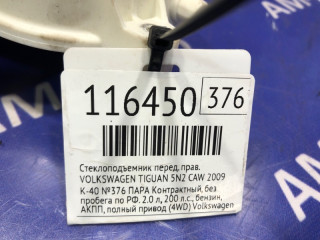 116450 376
Стеклоподъемник перед. прав.
VOLKSWAGEN TIGUAN 5N2 CAW 2009
К-40 №376 ПАРА Контрактный, без
пробега по РФ. 2.0 л, 200 л.с., бензин,
АКПП, полный привод (4WD) Volkswagen